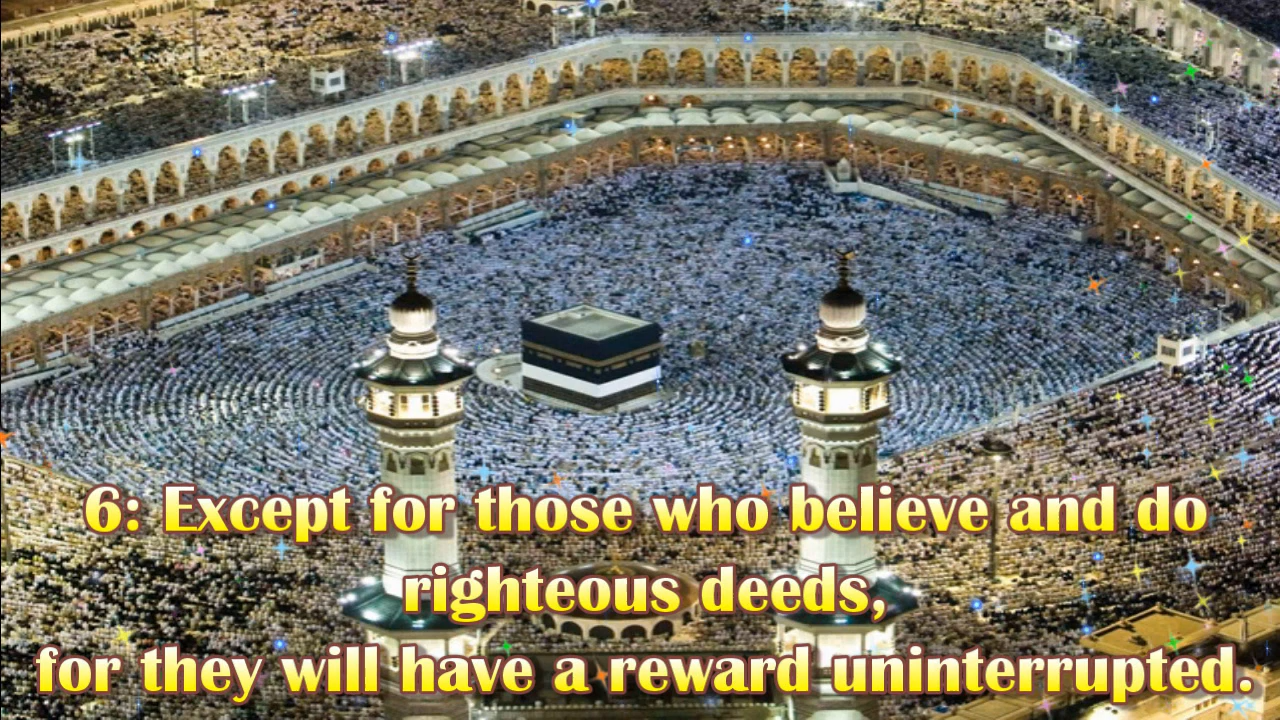 6: Except for those who believe and do
righteous deeds,
for they will have a reward uninterrupted.